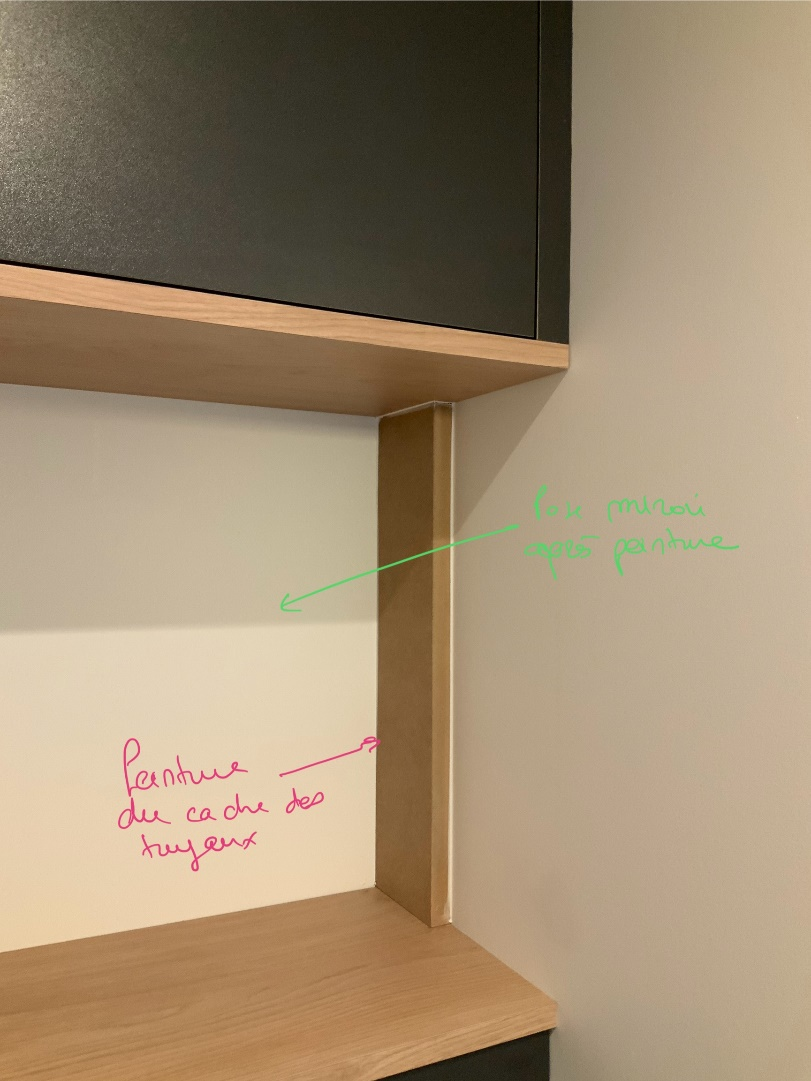 Pose miroir
après peinture
Peinture
du cache des
tuyaux